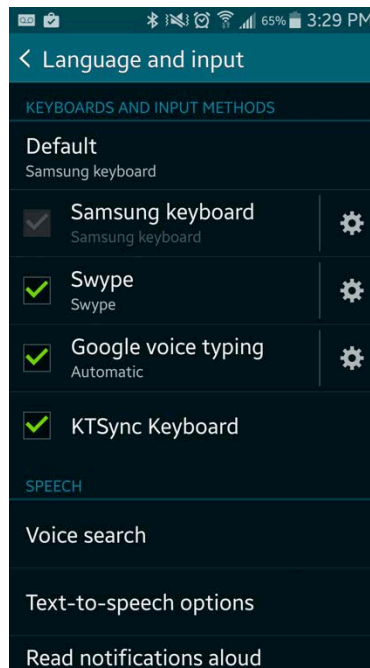 65% 3:29 PM
Language and input
KEYBOARDS AND INPUT METHODS
Default
Samsung keyboard
Samsung keyboard
Samsung keyboard
Swype
Swype
Google voice typing
Automatic
KTSync Keyboard
SPEECH
Voice search
Text-to-speech options
Read notifications aloud